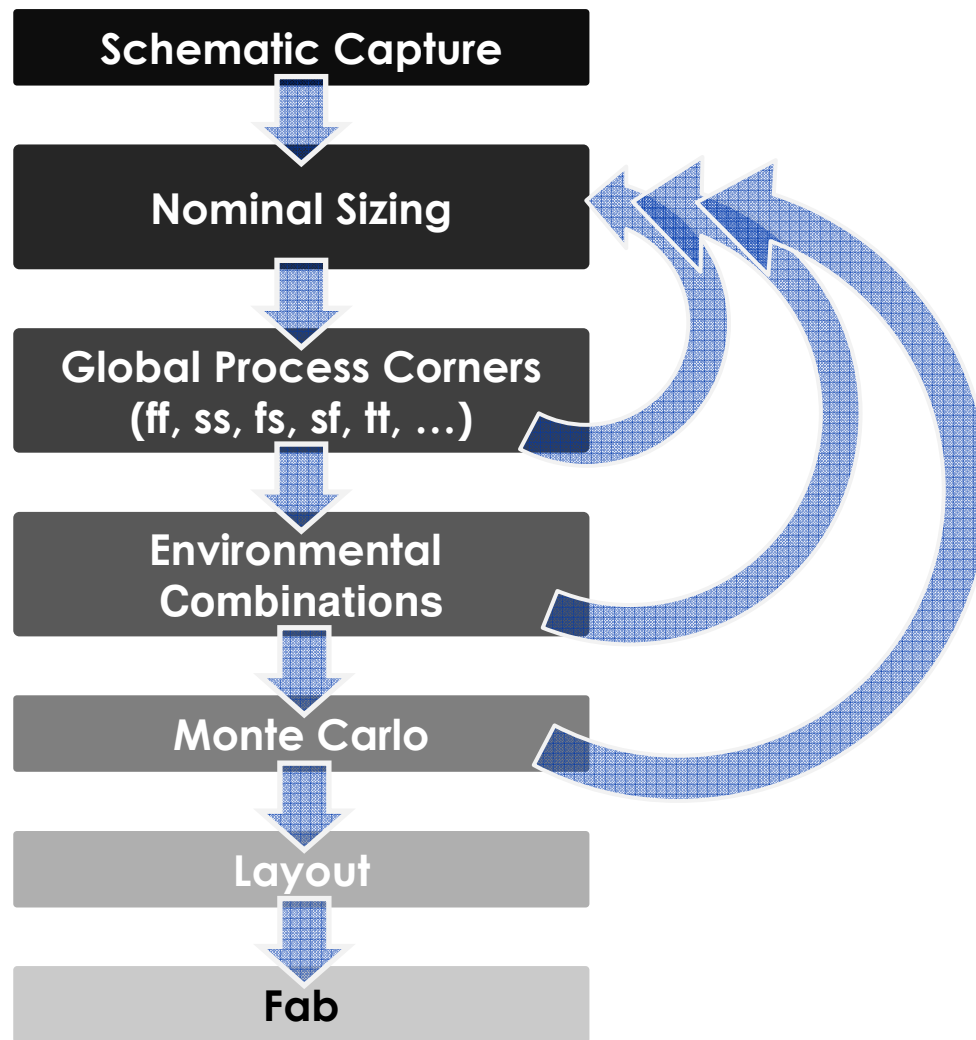 Schematic Capture
Nominal Sizing
Global Process Corners
(ff, ss, fs, sf, tt, …)
Environmental
Combinations
Monte Carlo
Layout
Fab